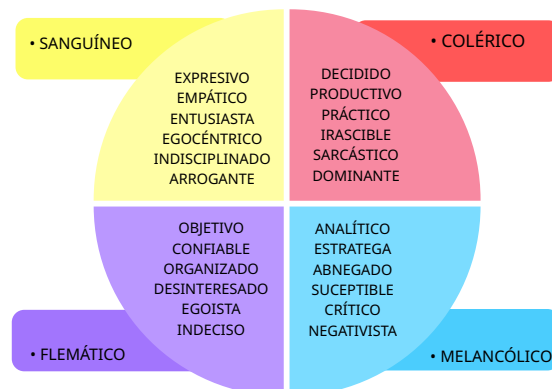 • SANGUÍNEO
EXPRESIVO
EMPÁTICO
ENTUSIASTA
EGOCÉNTRICO
INDISCIPLINADO
ARROGANTE
• COLÉRICO
DECIDIDO
PRODUCTIVO
PRÁCTICO
IRASCIBLE
SARCÁSTICO
DOMINANTE
OBJETIVO
CONFIABLE
ORGANIZADO
DESINTERESADO
EGOISTA
INDECISO
• FLEMÁTICO
ANALÍTICO
ESTRATEGA
ABNEGADO
SUCEPTIBLE
CRÍTICO
NEGATIVISTA
• MELANCÓLICO